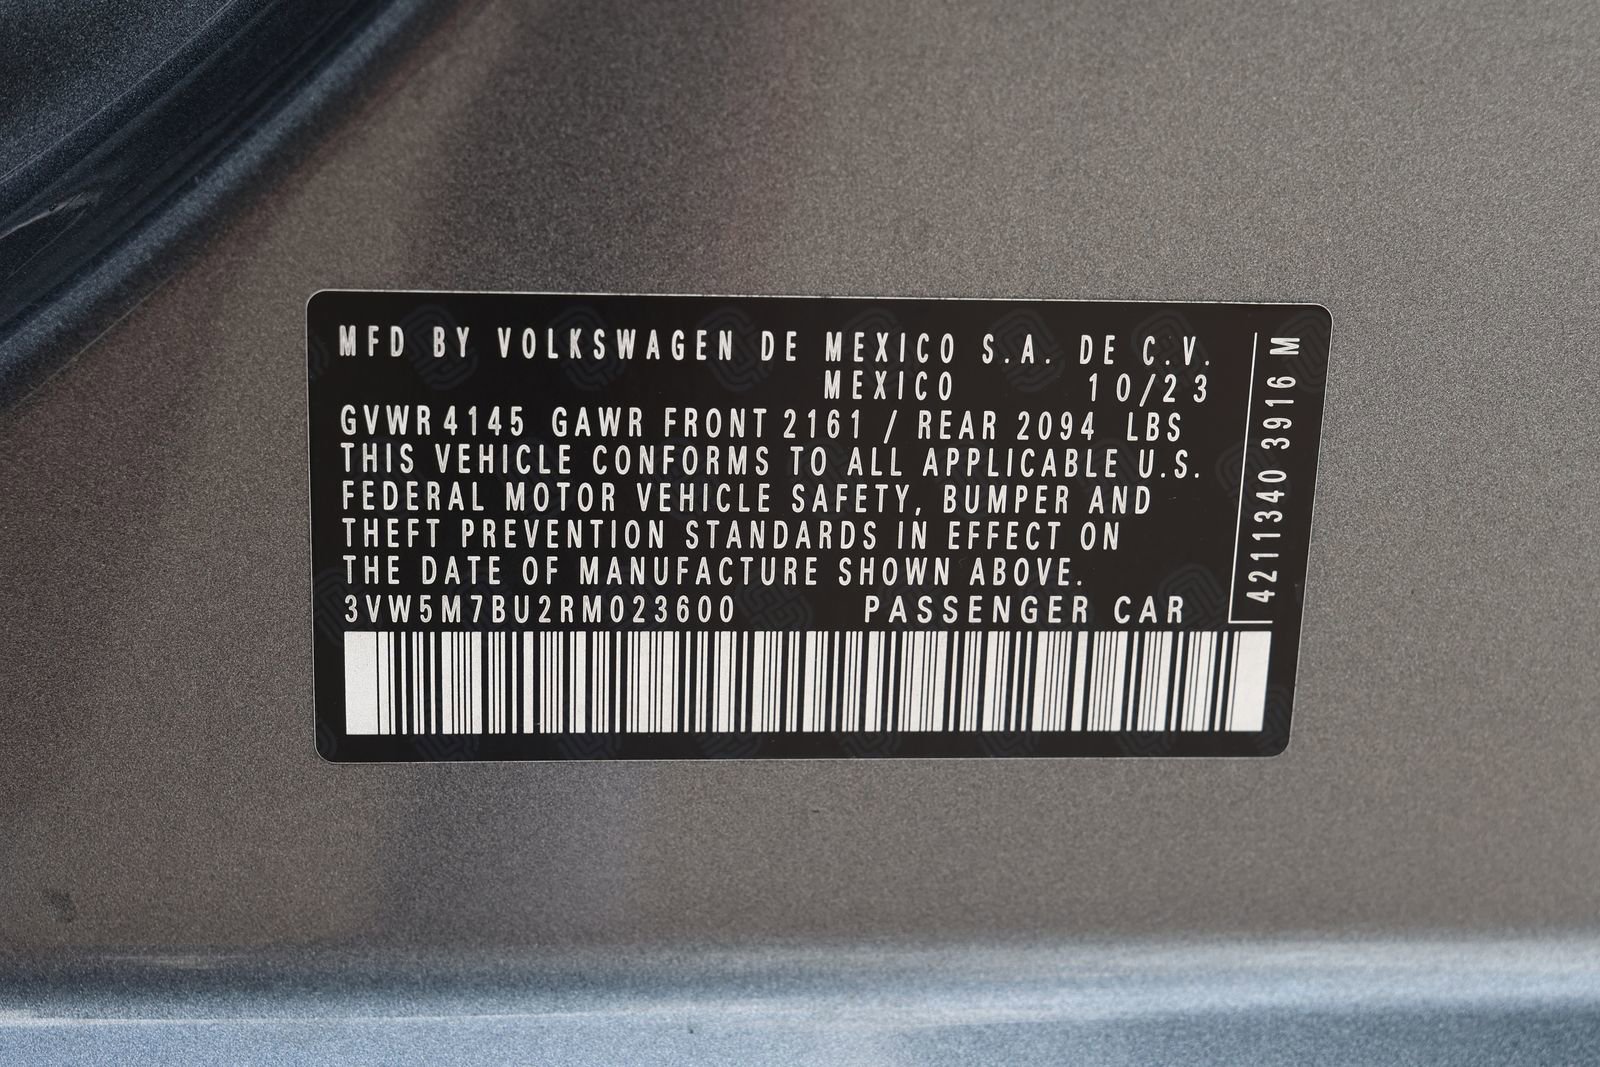 MFD BY VOLKSWAGEN DE MEXICO S.A. DE C.V.
MEXICO 10/23
GVWR 4145 GAWR FRONT 2161 / REAR 2094 LBS
THIS VEHICLE CONFORMS TO ALL APPLICABLE U.S.
FEDERAL MOTOR VEHICLE SAFETY, BUMPER AND
THEFT PREVENTION STANDARDS IN EFFECT ON
THE DATE OF MANUFACTURE SHOWN ABOVE.
3VW5M7BU2RM023600 PASSENGER CAR
4211340 3916 M